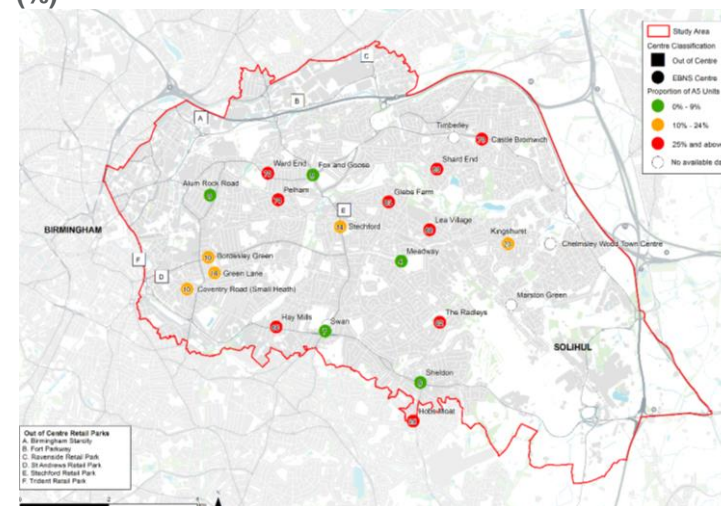 (%)
Study Area
Centre Classification
Out of Centre
EBNS Centre
Proportion of A5 Units
0% - 9%
10% - 24%
25% and above
No available da
C
B
A
Timberley
Castle Bromwich
Ward End
Fox and Goose
Shard End
Alum Rock Road
Pelham
Glebe Farm
E
Stechford
Lea Village
BIRMINGHAM
Kingshurst
Chelmsley Wood Town Centre
F
Bordesley Green
Meadway
D
Green Lane
Coventry Road (Small Heath)
Marston Green
Hay Mills
Swan
The Radleys
SOLIHUL
Sheldon
Hobs Moat
Out of Centre Retail Parks
A. Birmingham Starcity
B. Fort Parkway
C. Ravenside Retail Park
D. St Andrews Retail Park
E. Stechford Retail Park
F. Trident Retail Park